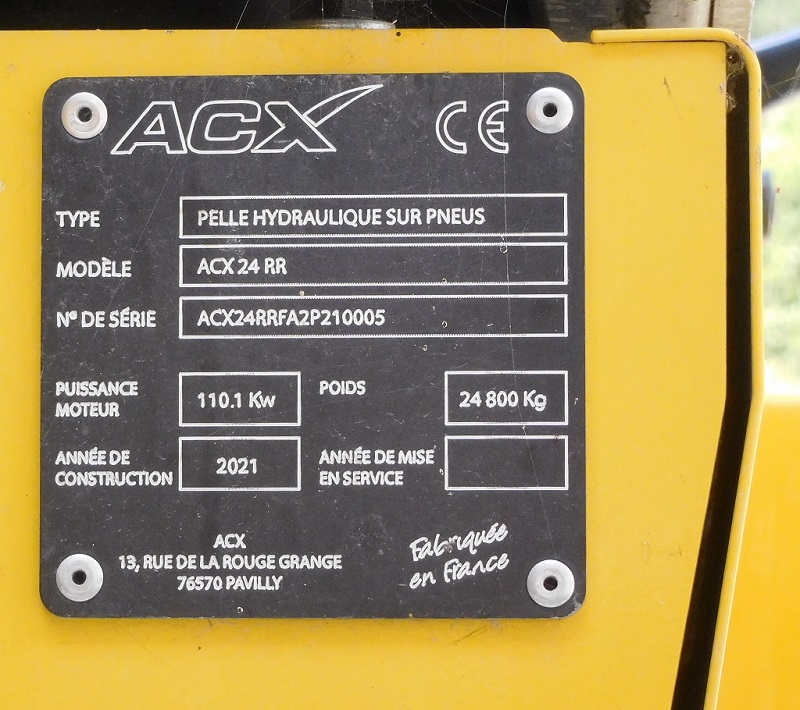 ACX CE
TYPE PELLE HYDRAULIQUE SUR PNEUS
MODÈLE ACX 24 RR
N° DE SÉRIE ACX24RRFA2P210005
PUISSANCE
MOTEUR 110.1 Kw
POIDS 24 800 Kg
ANNÉE DE
CONSTRUCTION 2021
ANNÉE DE MISE
EN SERVICE
ACX
13, RUE DE LA ROUGE GRANGE
76570 PAVILLY
Fabriquée
en France